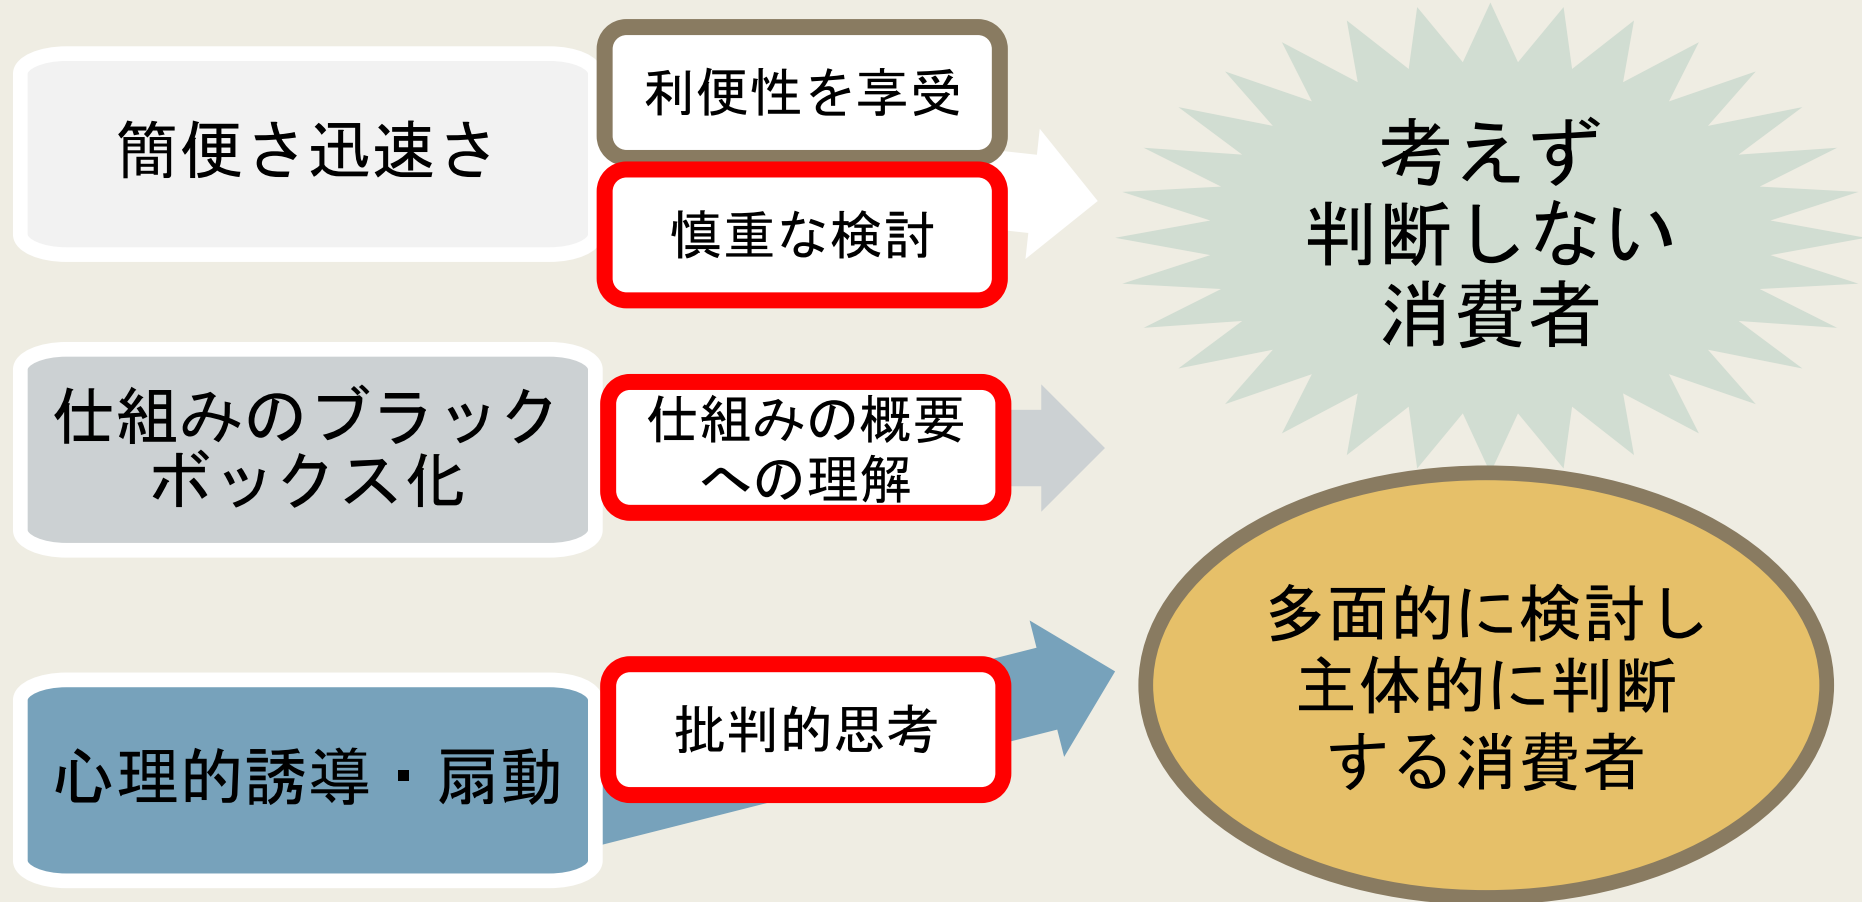 簡便さ迅速さ
利便性を享受
慎重な検討
仕組みのブラック
ボックス化
仕組みの概要
への理解
心理的誘導・扇動
批判的思考
考えず
判断しない
消費者
多面的に検討し
主体的に判断
する消費者